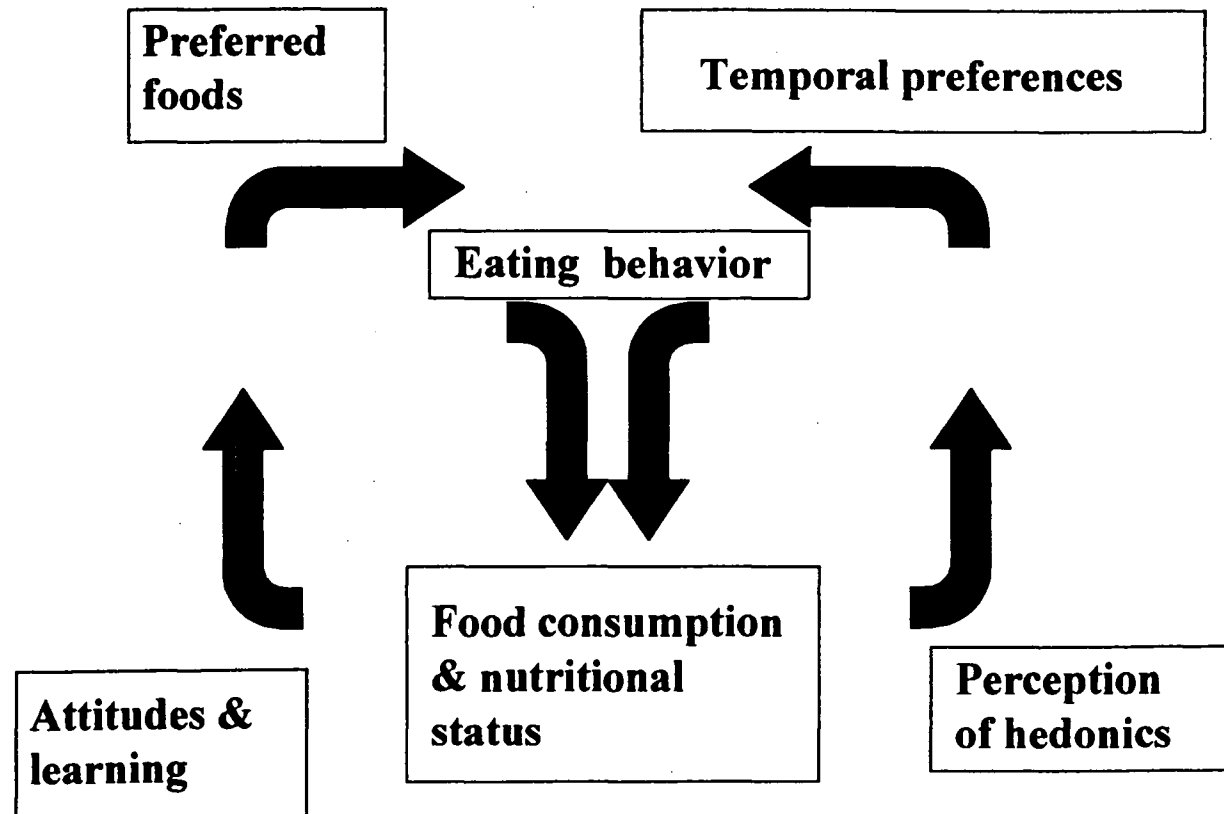 Preferred
foods
Temporal preferences
Eating behavior
Food consumption
& nutritional
status
Attitudes &
learning
Perception
of hedonics